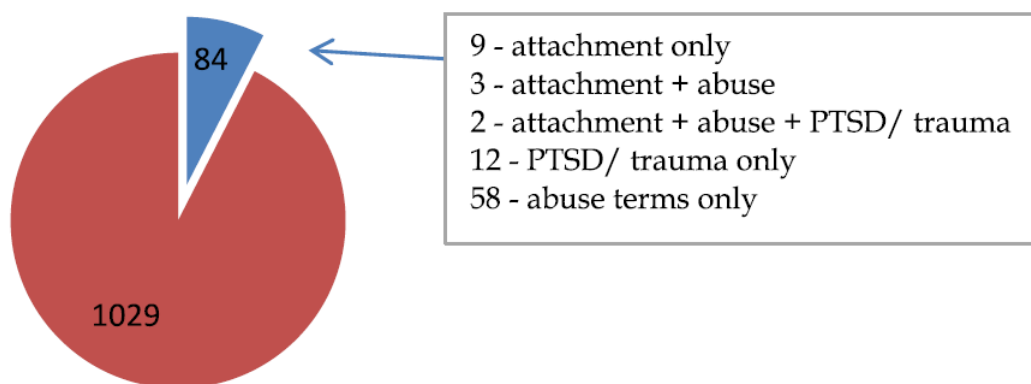 84
1029
9 - attachment only
3 - attachment + abuse
2 - attachment + abuse + PTSD/ trauma
12 - PTSD/ trauma only
58 - abuse terms only